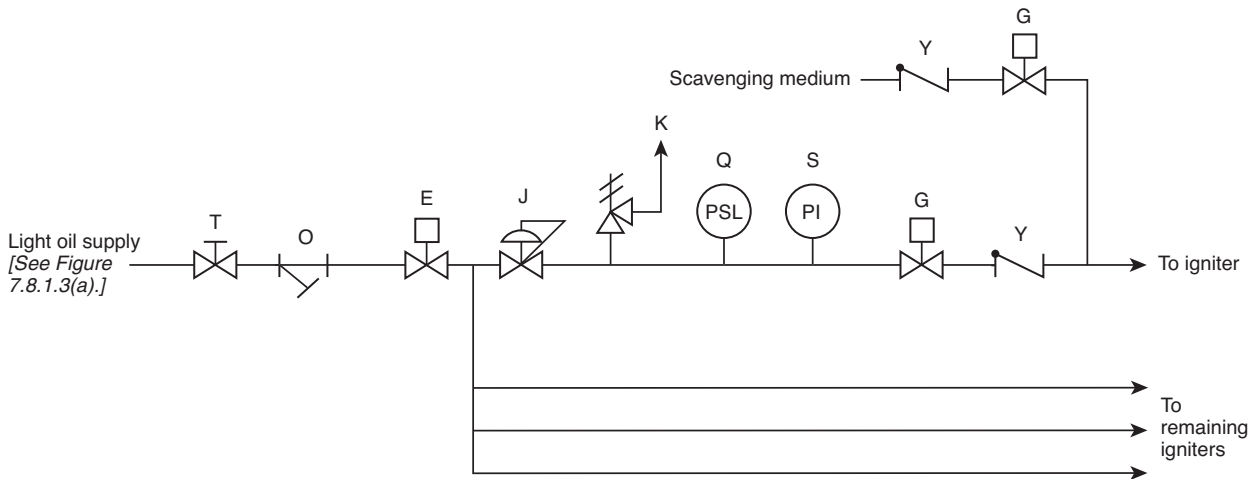 G
Y
Scavenging medium
K
Q
S
PSL
PI
E
J
G
T
O
Y
Light oil supply
[See Figure
7.8.1.3(a).]
To igniter
To
remaining
igniters